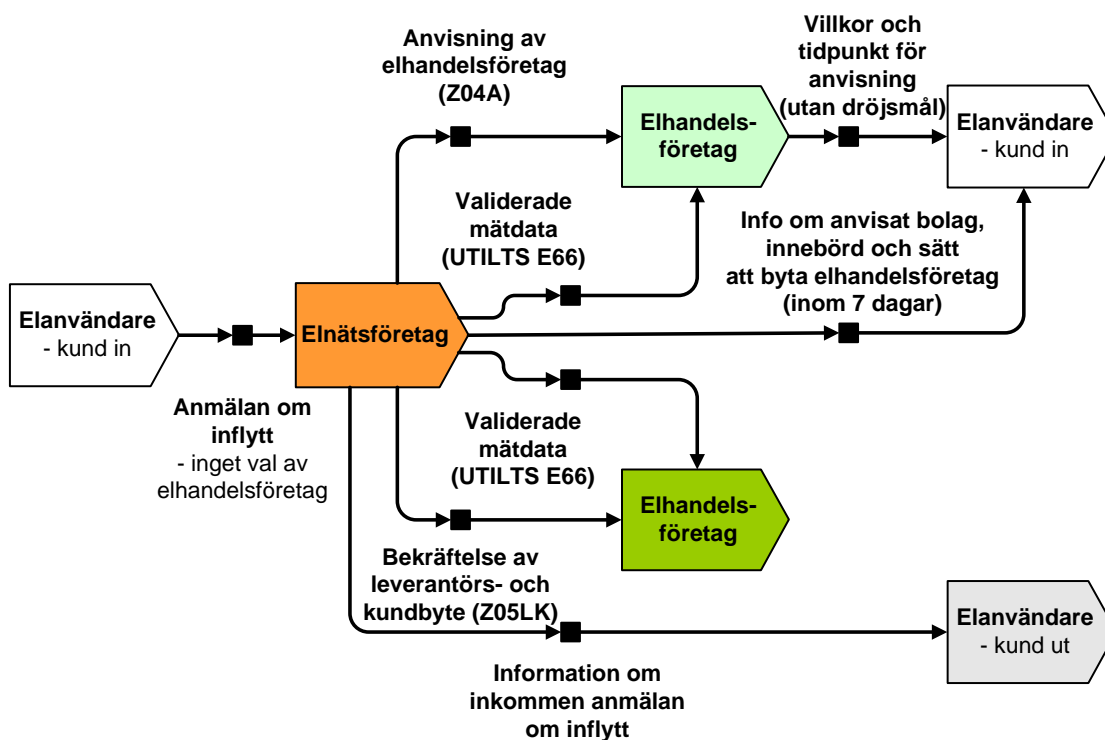 Anvisning av
elhandelsföretag
(Z04A)
Villkor och
tidpunkt för
anvisning
(utan dröjsmål)
Elhandels-
företag
Elanvändare
- kund in
Validerade
mätdata
(UTILTS E66)
Info om anvisat bolag,
innebörd och sätt
att byta elhandelsföretag
(inom 7 dagar)
Elanvändare
- kund in
Elnätsföretag
Anmälan om
inflytt
- inget val av
elhandelsföretag
Validerade
mätdata
(UTILTS E66)
Elhandels-
företag
Bekräftelse av
leverantörs- och
kundbyte (Z05LK)
Elanvändare
- kund ut
Information om
inkommen anmälan
om inflytt